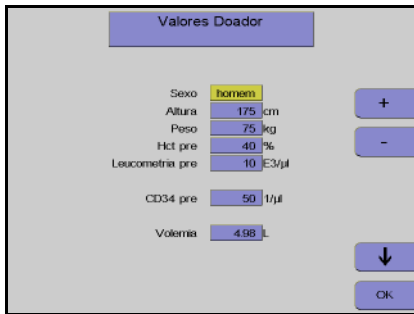 Valores Doador
Sexo homem
Altura 175 cm
Peso 75 kg
Hct pre 40 %
Leucometria pre 10 E3/µl
CD34 pre 50 1/µl
Volemia 4.98 L
+
-
↓
OK